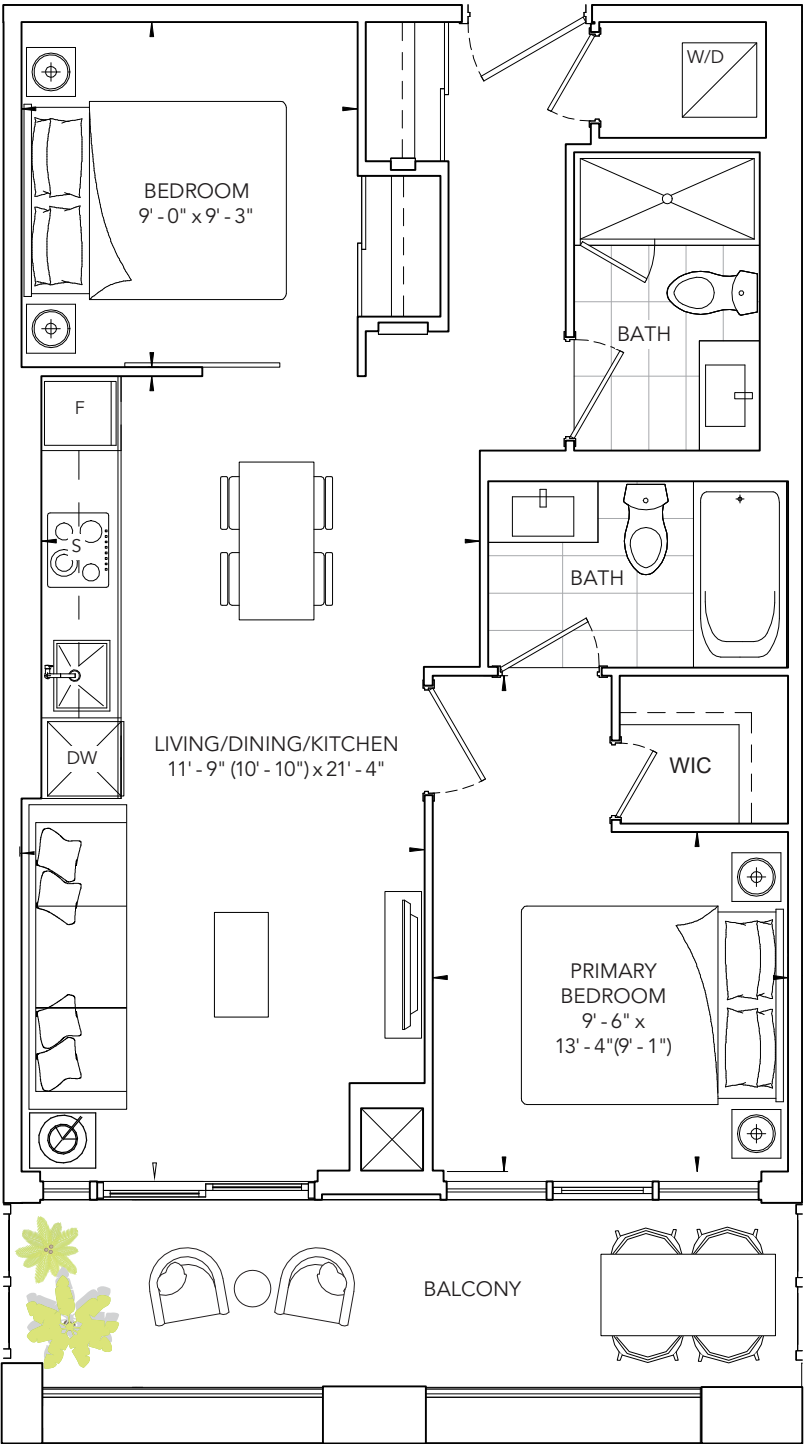 W/D
BEDROOM
9' - 0" x 9' - 3"
BATH
F
S
BATH
DW
LIVING/DINING/KITCHEN
11' - 9" (10' - 10") x 21' - 4"
WIC
PRIMARY
BEDROOM
9' - 6" x
13' - 4"(9' - 1")
BALCONY